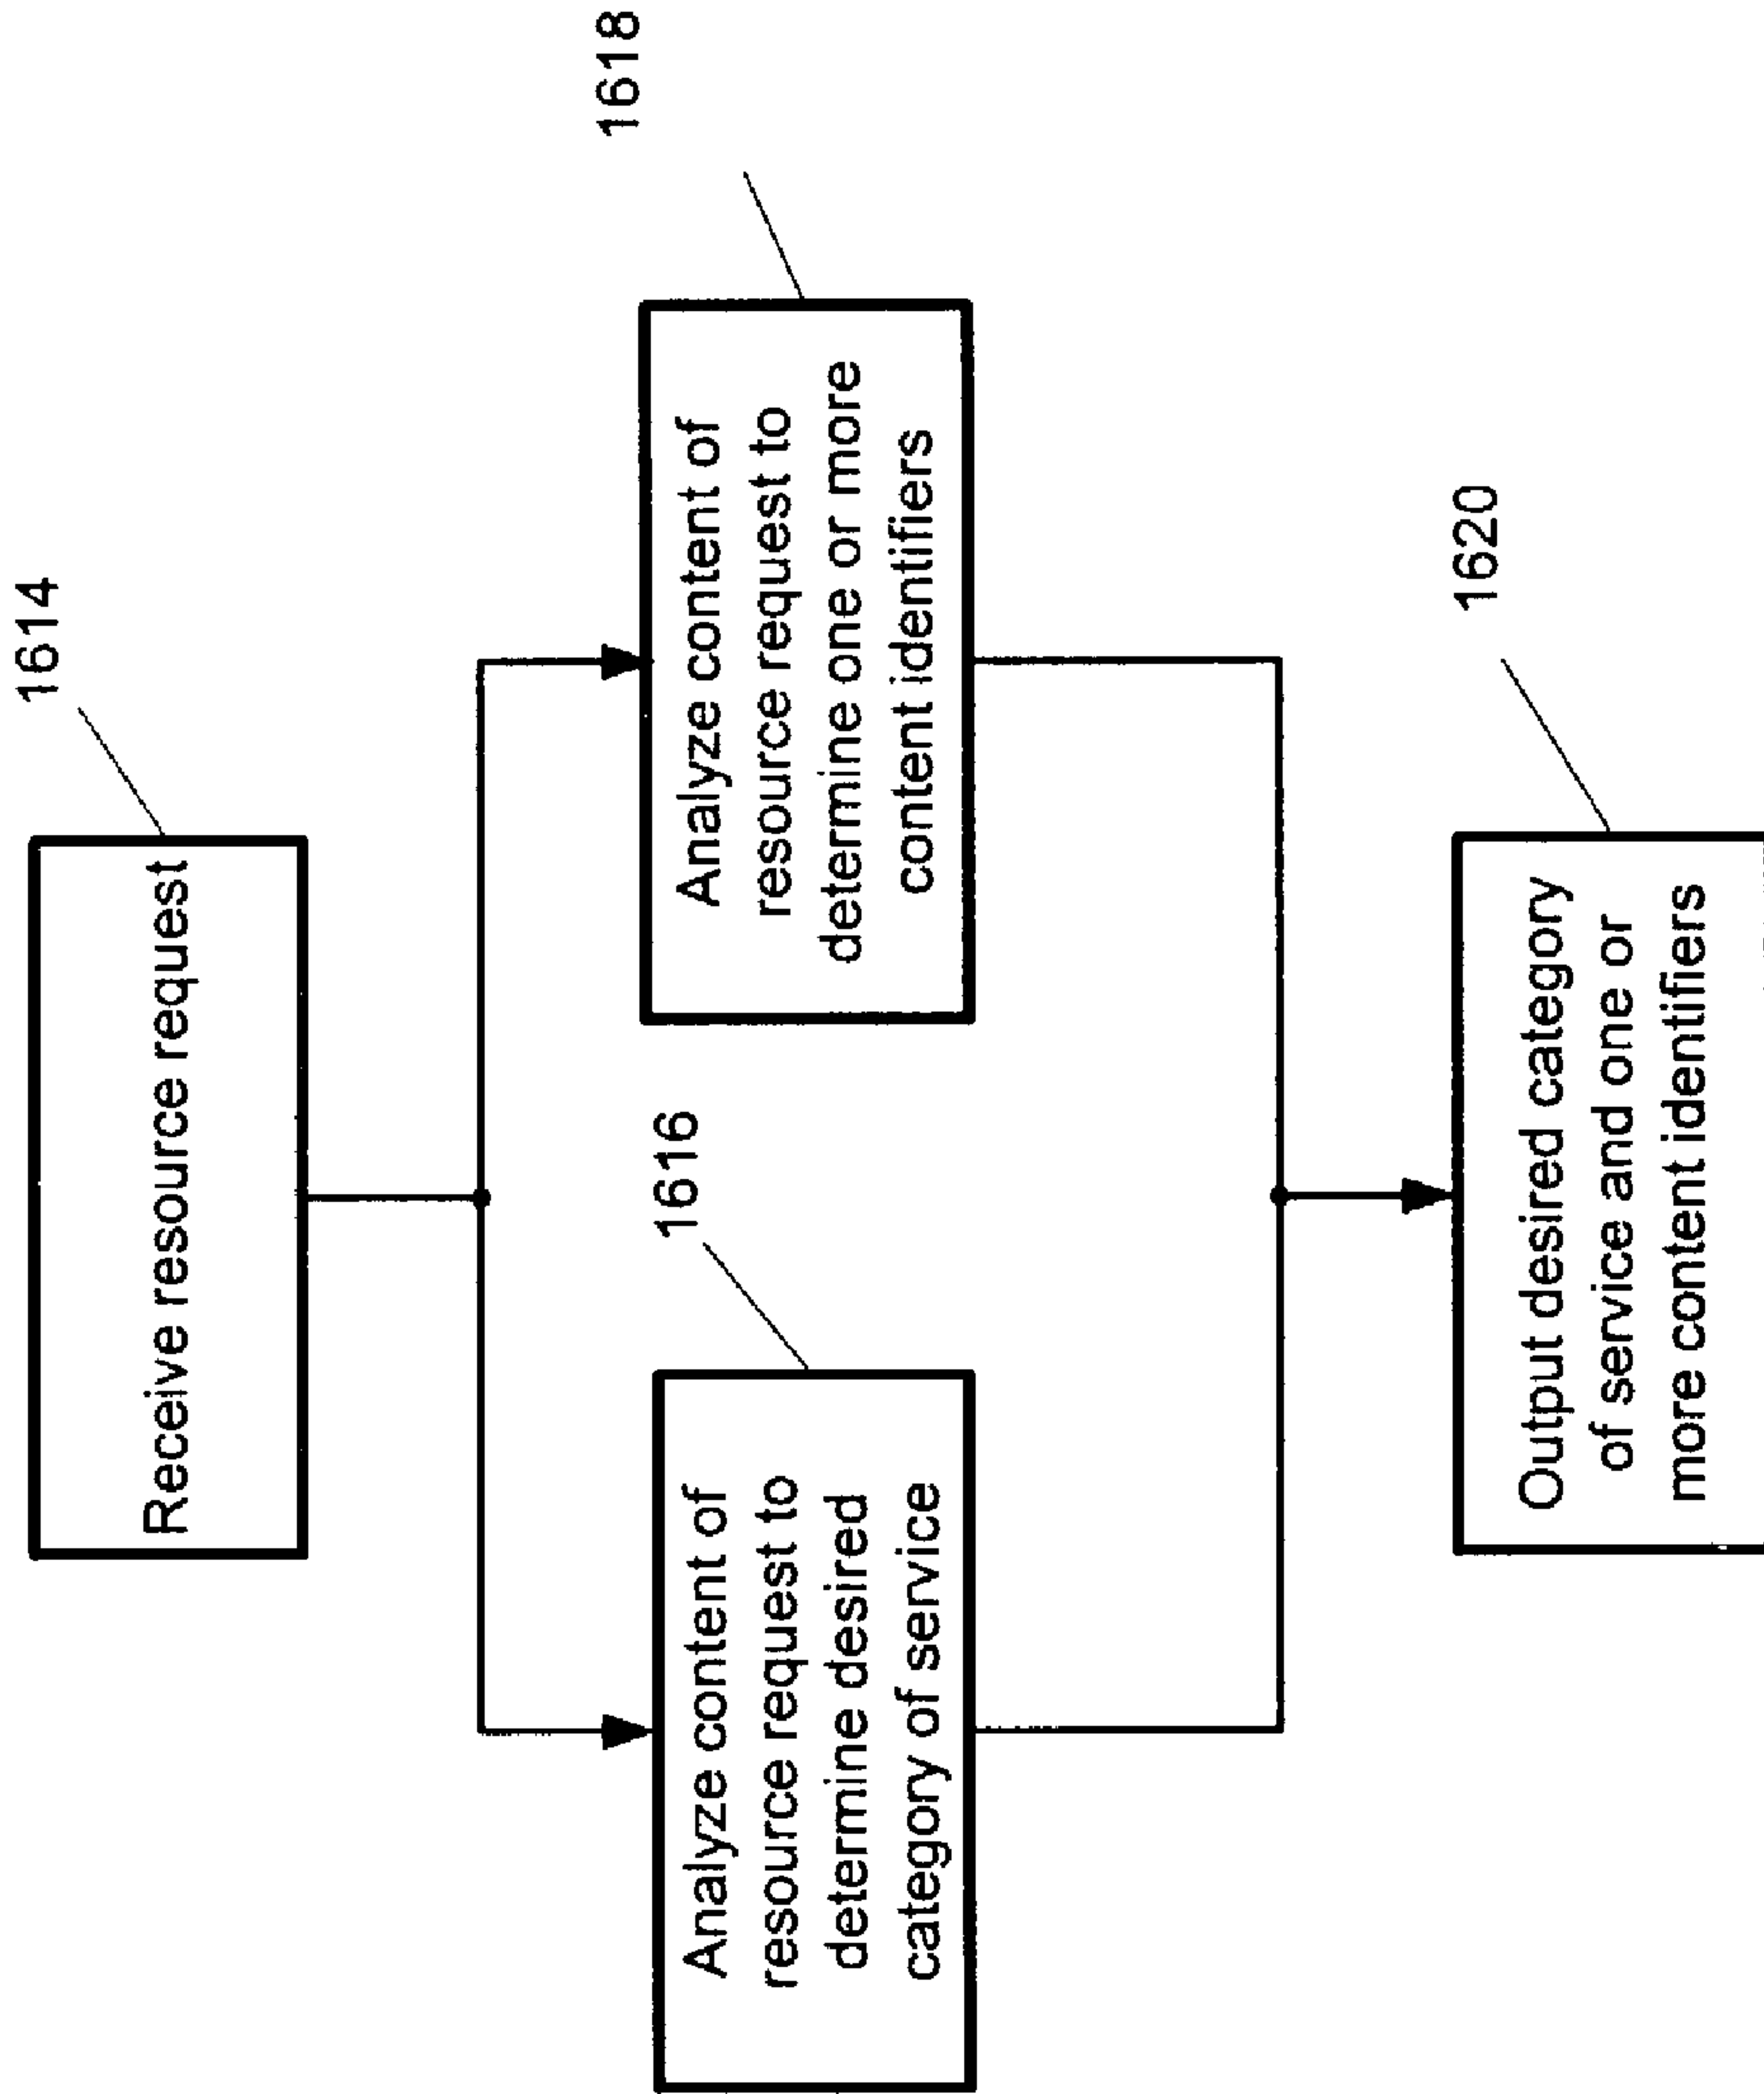 1614
Receive resource request
1616
Analyze content of
resource request to
determine desired
category of service
1618
Analyze content of
resource request to
determine one or more
content identifiers
1620
Output desired category
of service and one or
more content identifiers